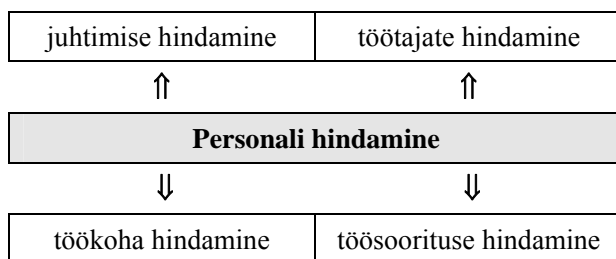 juhtimise hindamine töötajate hindamine
⇑ ⇑
Personali hindamine
⇓ ⇓
töökoha hindamine töösoorituse hindamine